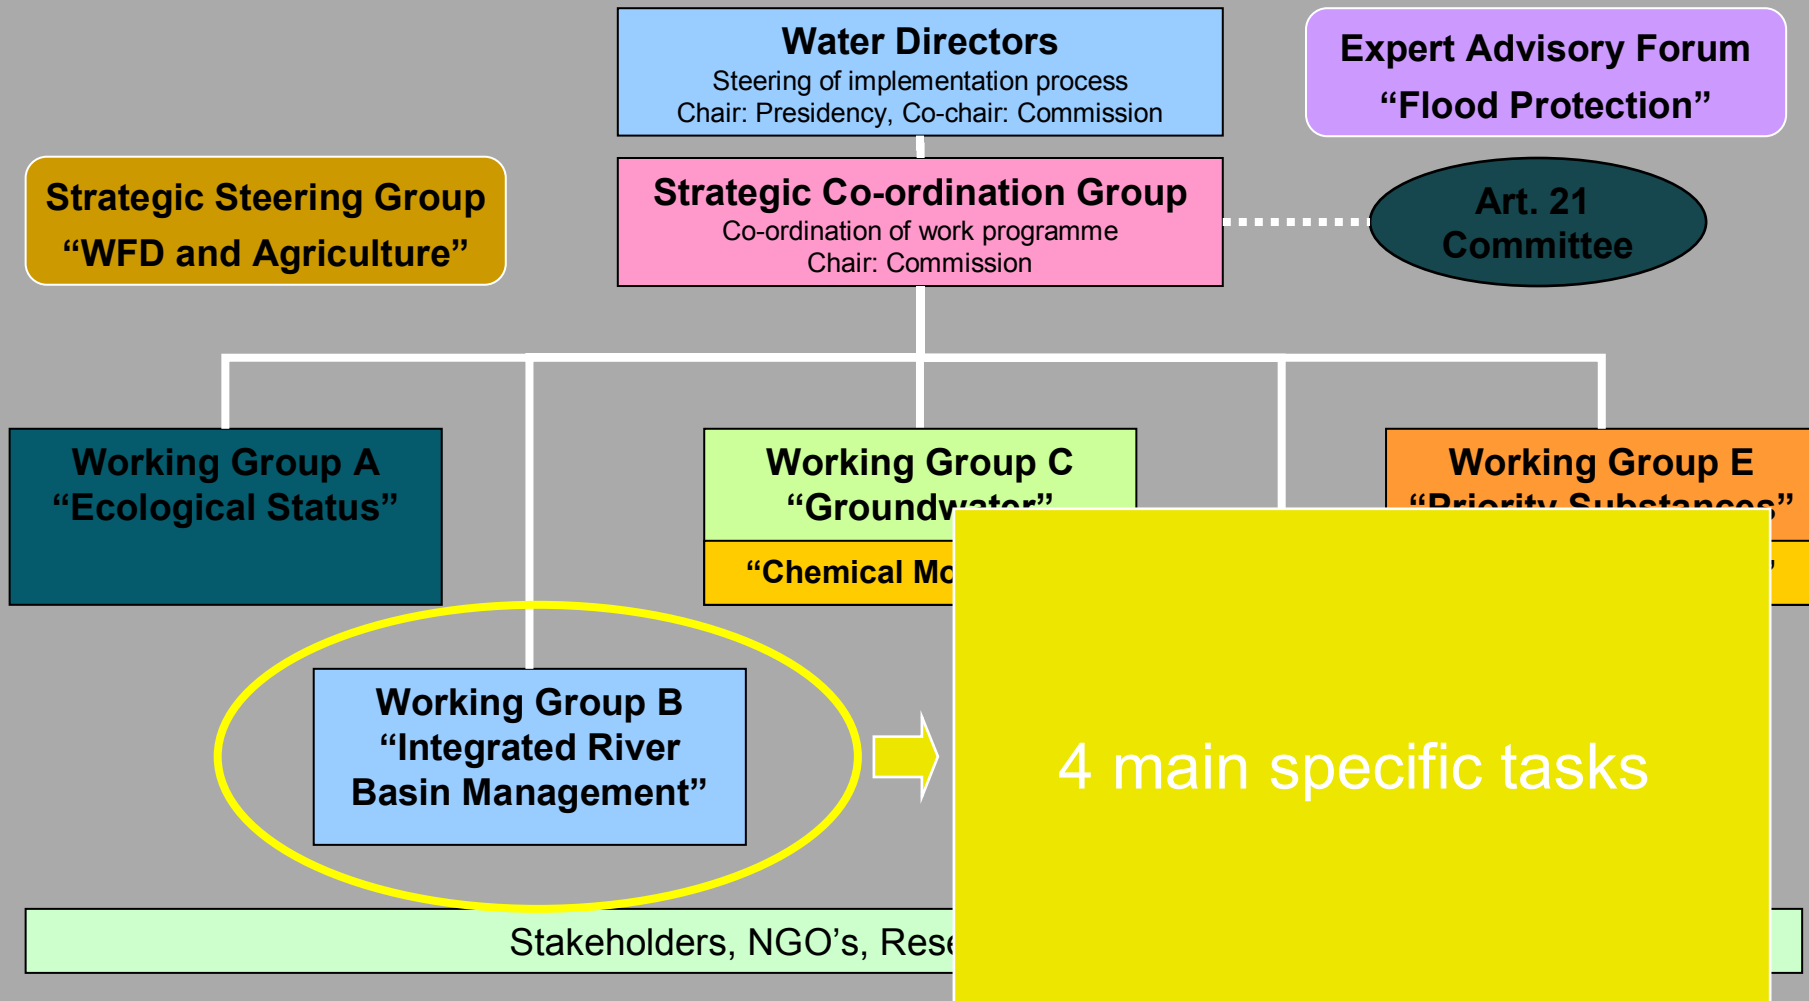 Water Directors
Steering of implementation process
Chair: Presidency, Co-chair: Commission
Expert Advisory Forum
“Flood Protection”
Strategic Steering Group
“WFD and Agriculture”
Strategic Co-ordination Group
Co-ordination of work programme
Chair: Commission
Art. 21
Committee
Working Group A
“Ecological Status”
Working Group C
“Groundwater”
“Chemical
Working Group E
“Priority Substances”
Working Group B
“Integrated River
Basin Management”
4 main specific tasks
Stakeholders, NGO’s,